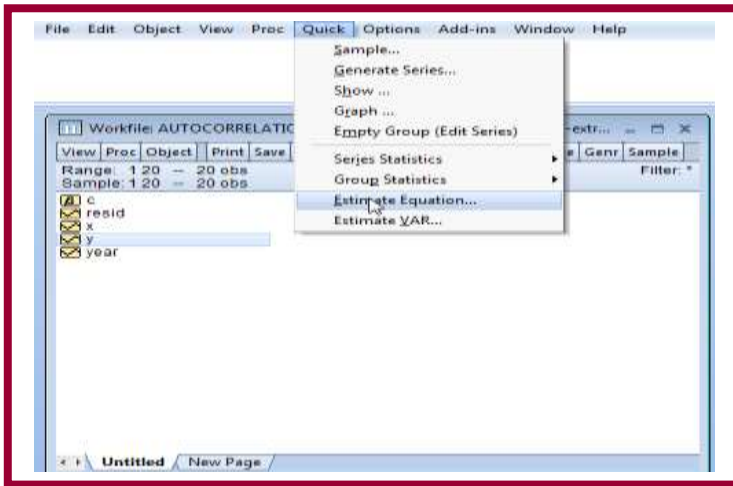 File Edit Object View Proc Quick Options Add-ins Window Help
Sample...
Generate Series...
Show ...
Graph ...
Empty Group (Edit Series)
Series Statistics
Group Statistics
Estimate Equation...
Estimate VAR...
Workfile: AUTOCORRELATIO -extr...
View Proc Object Print Save Genr Sample
Range: 1 20 -- 20 obs Filter: *
Sample: 1 20 -- 20 obs
c
resid
x
y
year
Untitled New Page